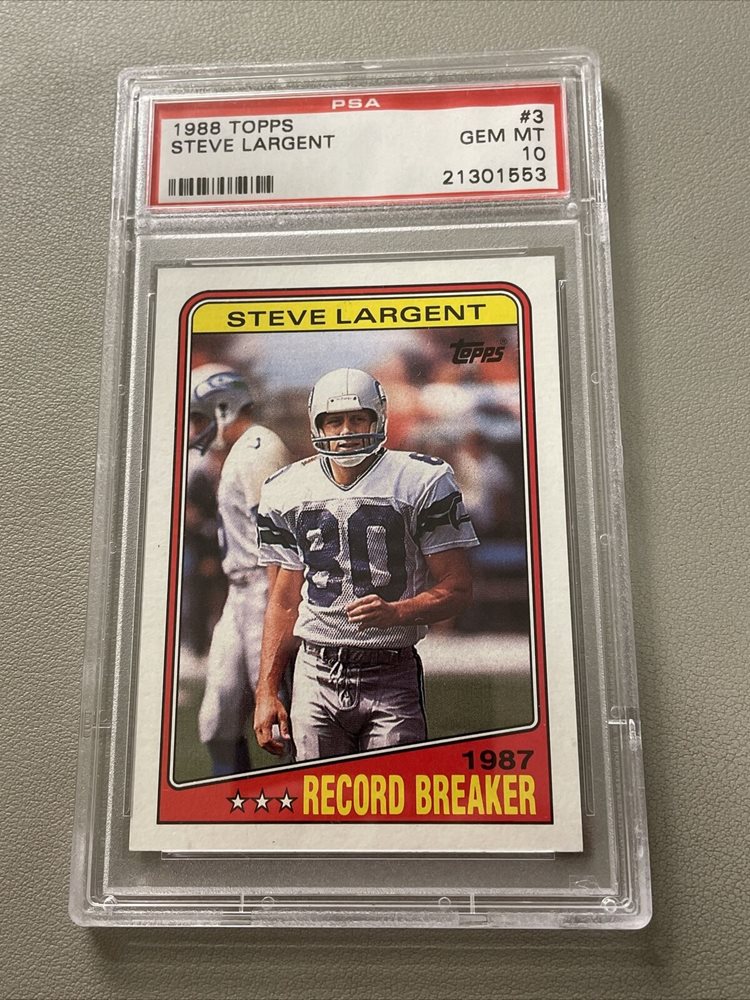 PSA
1988 TOPPS #3
STEVE LARGENT GEM MT
10
21301553
STEVE LARGENT
Topps®
80
1987
RECORD BREAKER